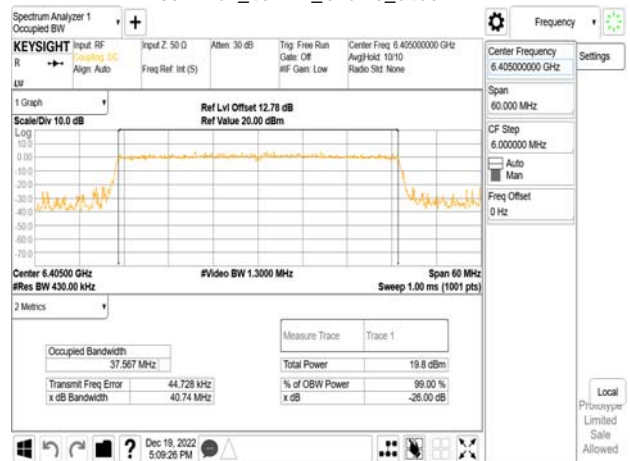 Spectrum Analyzer 1
Occupied BW
Frequency
KEYSIGHT
Input: RF
Coupling: DC
Align: Auto
Input Z: 50 Ω
Freq Ref: Int (S)
Atten: 30 dB
Trig: Free Run
Gate: Off
#IF Gain: Low
Center Freq: 6.405000000 GHz
Avg|Hold: 10/10
Radio Std: None
R
1 Graph
Ref Lvl Offset 12.78 dB
Scale/Div 10.0 dB
Ref Value 20.00 dBm
Log
10.0
0.00
-10.0
-20.0
-30.0
-40.0
-50.0
-60.0
-70.0
Center 6.40500 GHz
#Video BW 1.3000 MHz
Span 60 MHz
#Res BW 430.00 kHz
Sweep 1.00 ms (1001 pts)
2 Metrics
Measure Trace
Trace 1
Occupied Bandwidth
37.567 MHz
Total Power
19.8 dBm
Transmit Freq Error
44.728 kHz
% of OBW Power
99.00 %
x dB Bandwidth
40.74 MHz
x dB
-26.00 dB
Center Frequency
6.405000000 GHz
Settings
Span
60.000 MHz
CF Step
6.000000 MHz
Auto
Man
Freq Offset
0 Hz
Local
Prototype
Limited
Sale
Allowed
Dec 19, 2022
5:09:26 PM